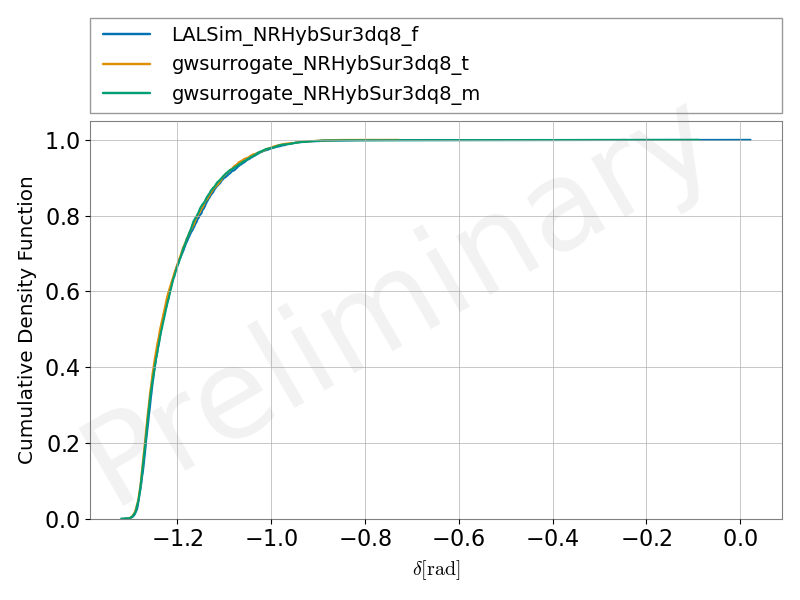 LALSim_NRHybSur3dq8_f
gwsurrogate_NRHybSur3dq8_t
gwsurrogate_NRHybSur3dq8_m
1.0
0.8
0.6
0.4
0.2
0.0
Cumulative Density Function
Preliminary
−1.2 −1.0 −0.8 −0.6 −0.4 −0.2 0.0
δ[rad]